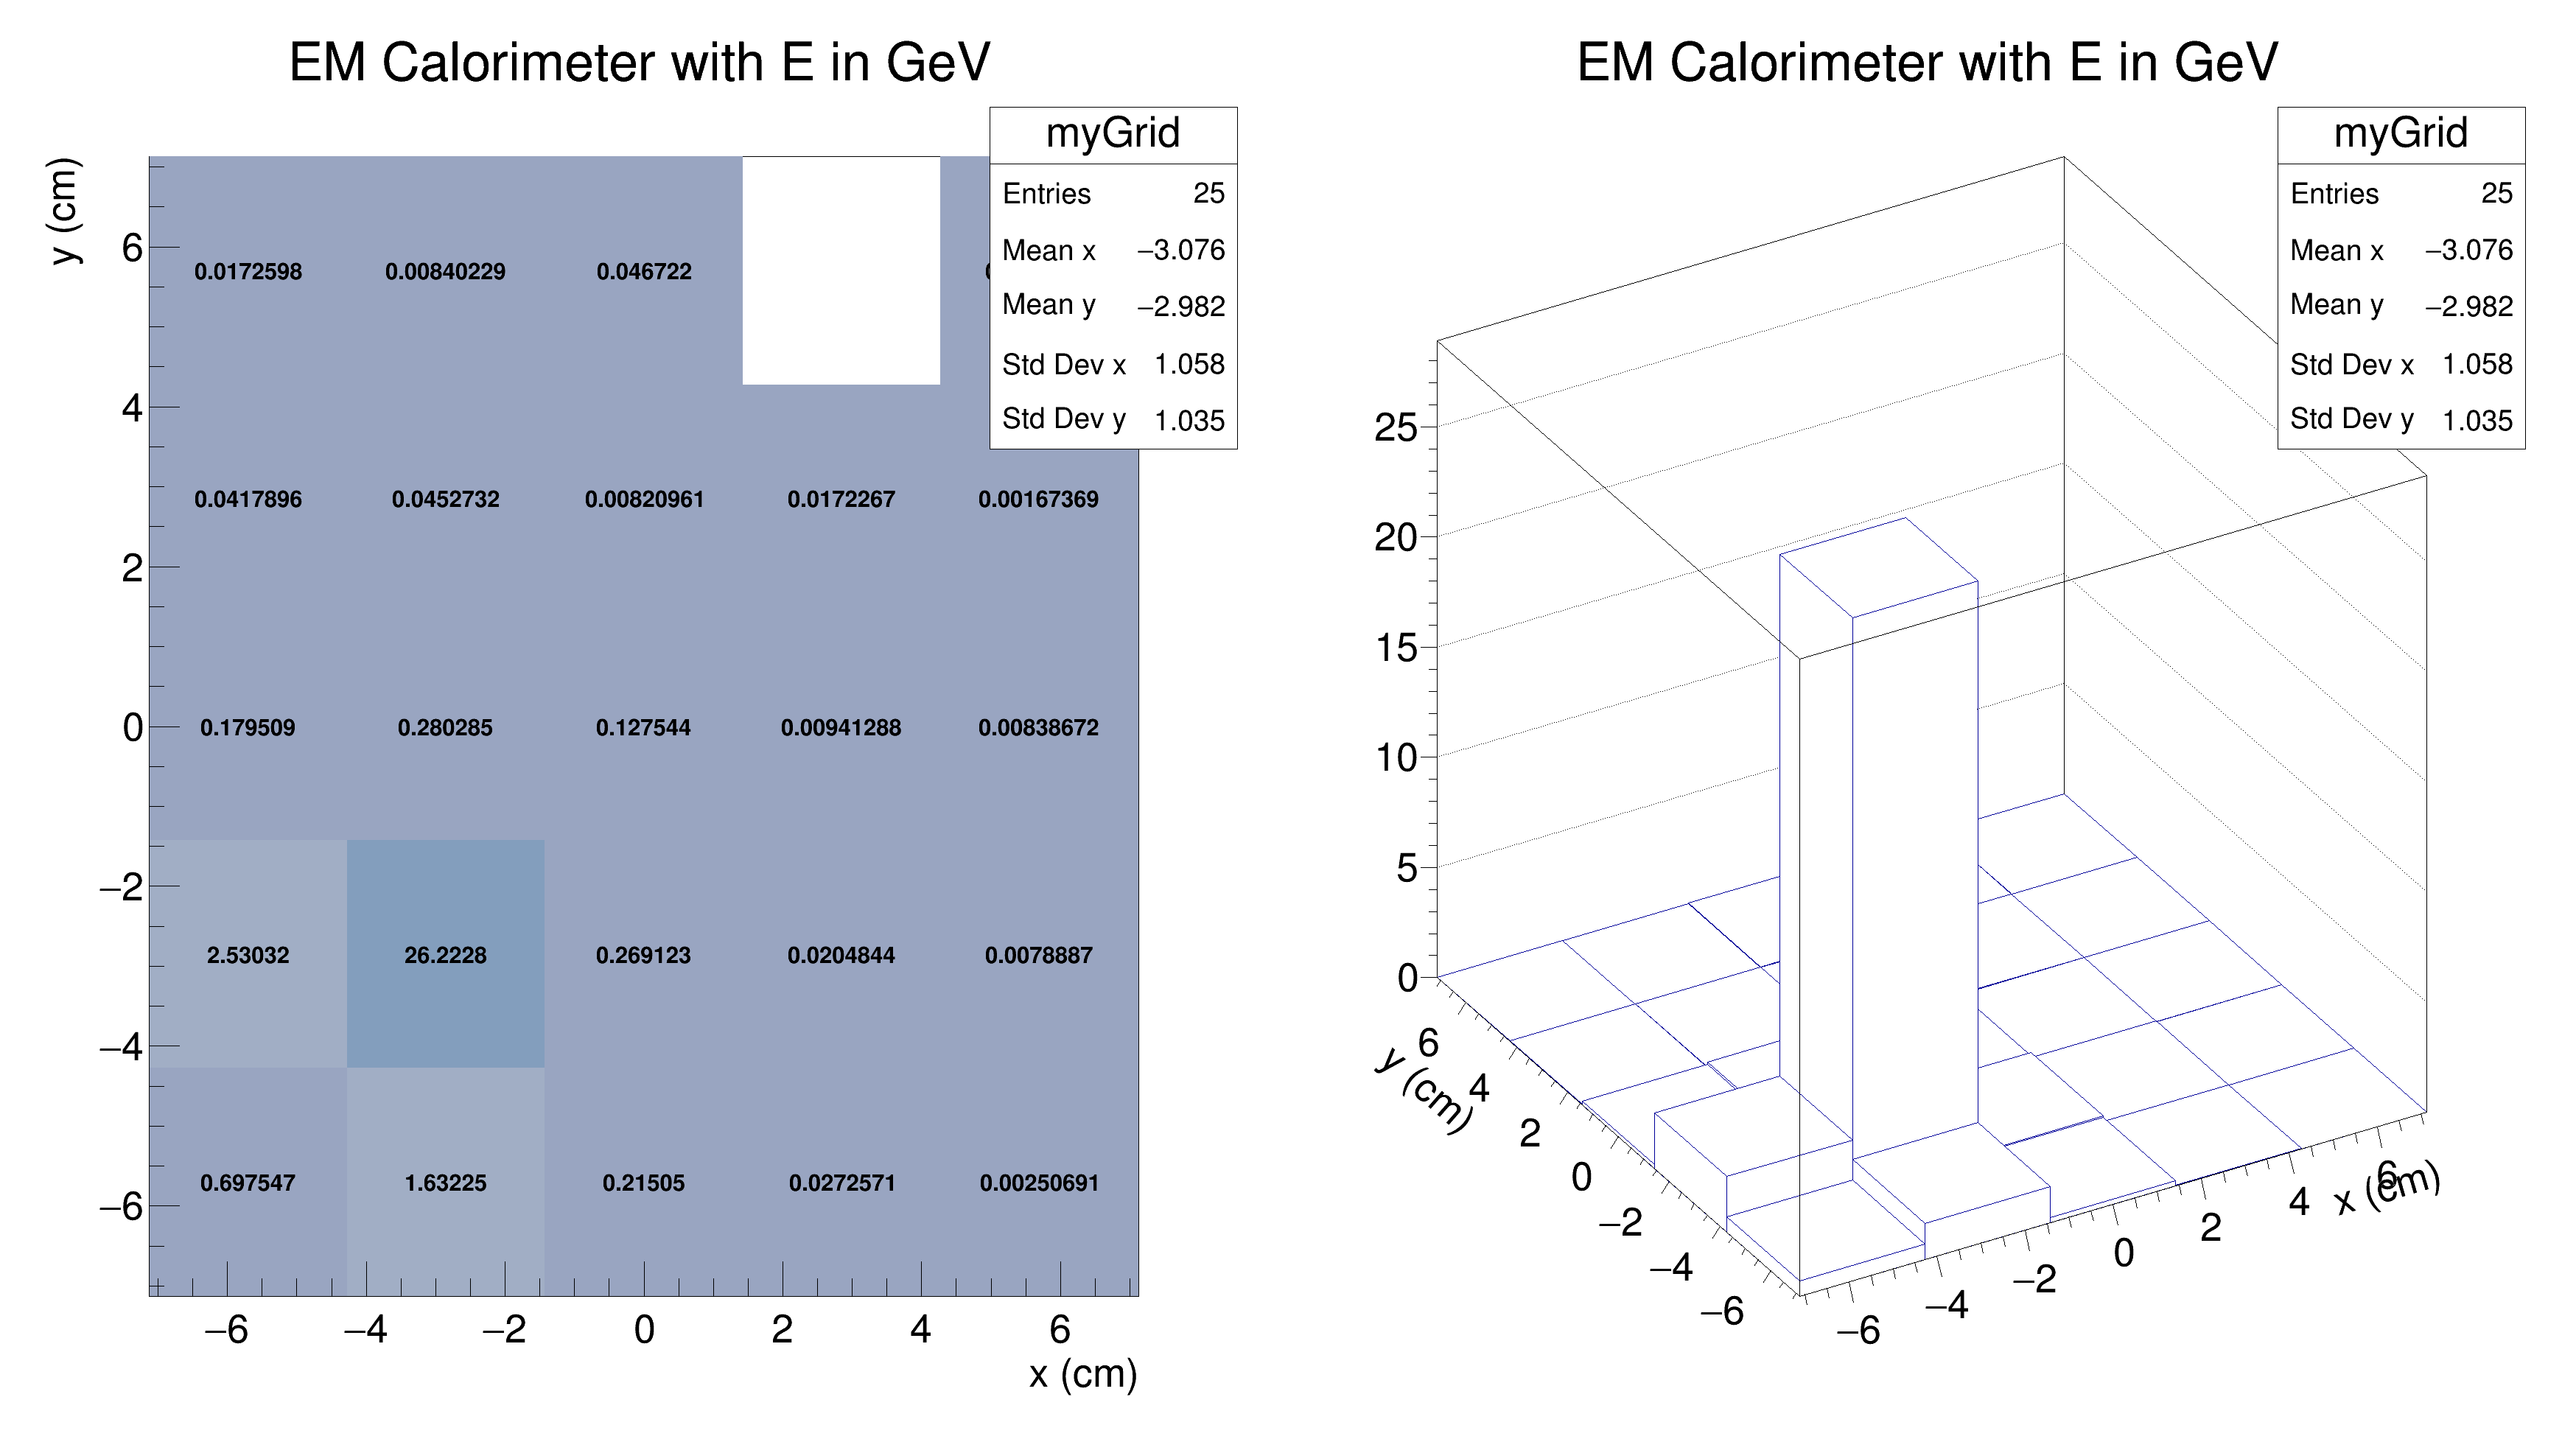 EM Calorimeter with E in GeV
myGrid
Entries 25
Mean x −3.076
Mean y −2.982
Std Dev x 1.058
Std Dev y 1.035
y (cm)
6
4
2
0
−2
−4
−6
0.0172598 0.00840229 0.046722
0.0417896 0.0452732 0.00820961 0.0172267 0.00167369
0.179509 0.280285 0.127544 0.00941288 0.00838672
2.53032 26.2228 0.269123 0.0204844 0.0078887
0.697547 1.63225 0.21505 0.0272571 0.00250691
−6 −4 −2 0 2 4 6
x (cm)
EM Calorimeter with E in GeV
myGrid
Entries 25
Mean x −3.076
Mean y −2.982
Std Dev x 1.058
Std Dev y 1.035
25
20
15
10
5
0
6
4
2
0
−2
−4
−6
y (cm)
−6
−4
−2
0
2
4
6
x (cm)